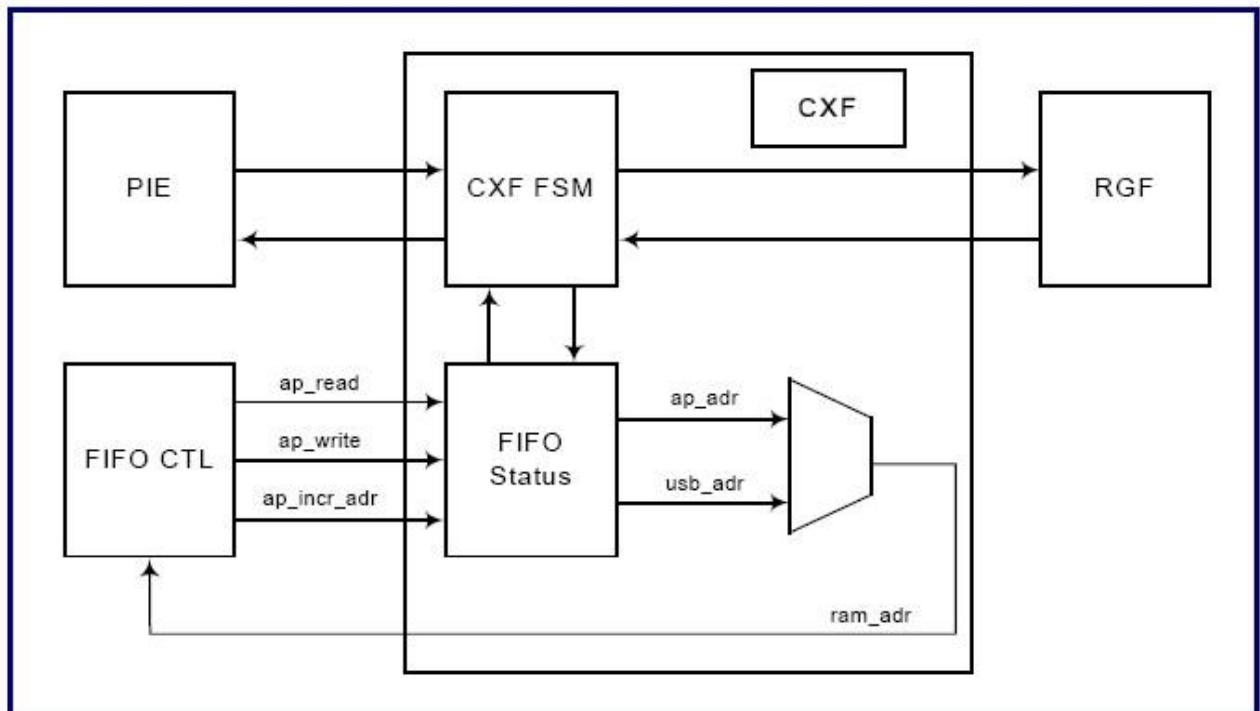 CXF
PIE
CXF FSM
RGF
ap_read
ap_write
ap_incr_adr
FIFO CTL
FIFO
Status
ap_adr
usb_adr
ram_adr